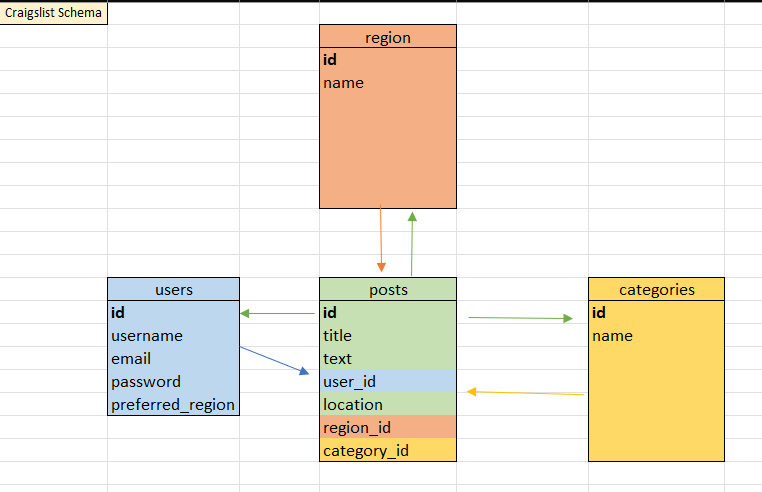 Craigslist Schema
region
id
name
users
id
username
email
password
preferred_region
posts
id
title
text
user_id
location
region_id
category_id
categories
id
name